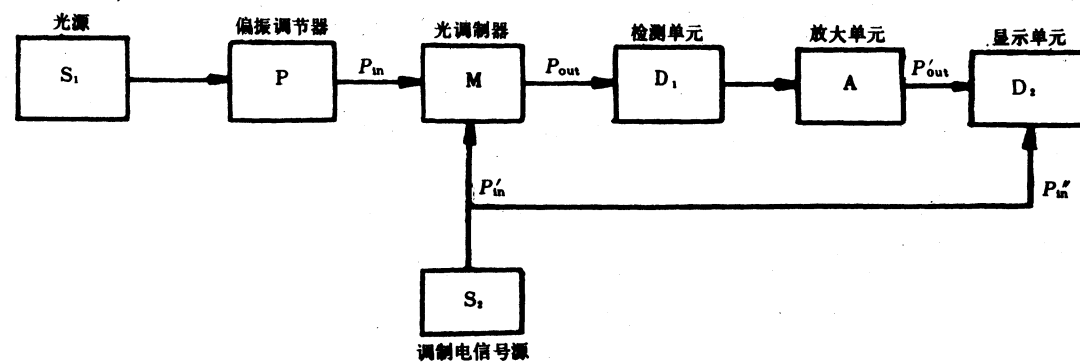 光源
偏振调节器
光调制器
检测单元
放大单元
显示单元
S₁
P
P_in
M
P_out
D₁
A
P'_out
D₂
P'_in
P_in″
S₂
调制电信号源